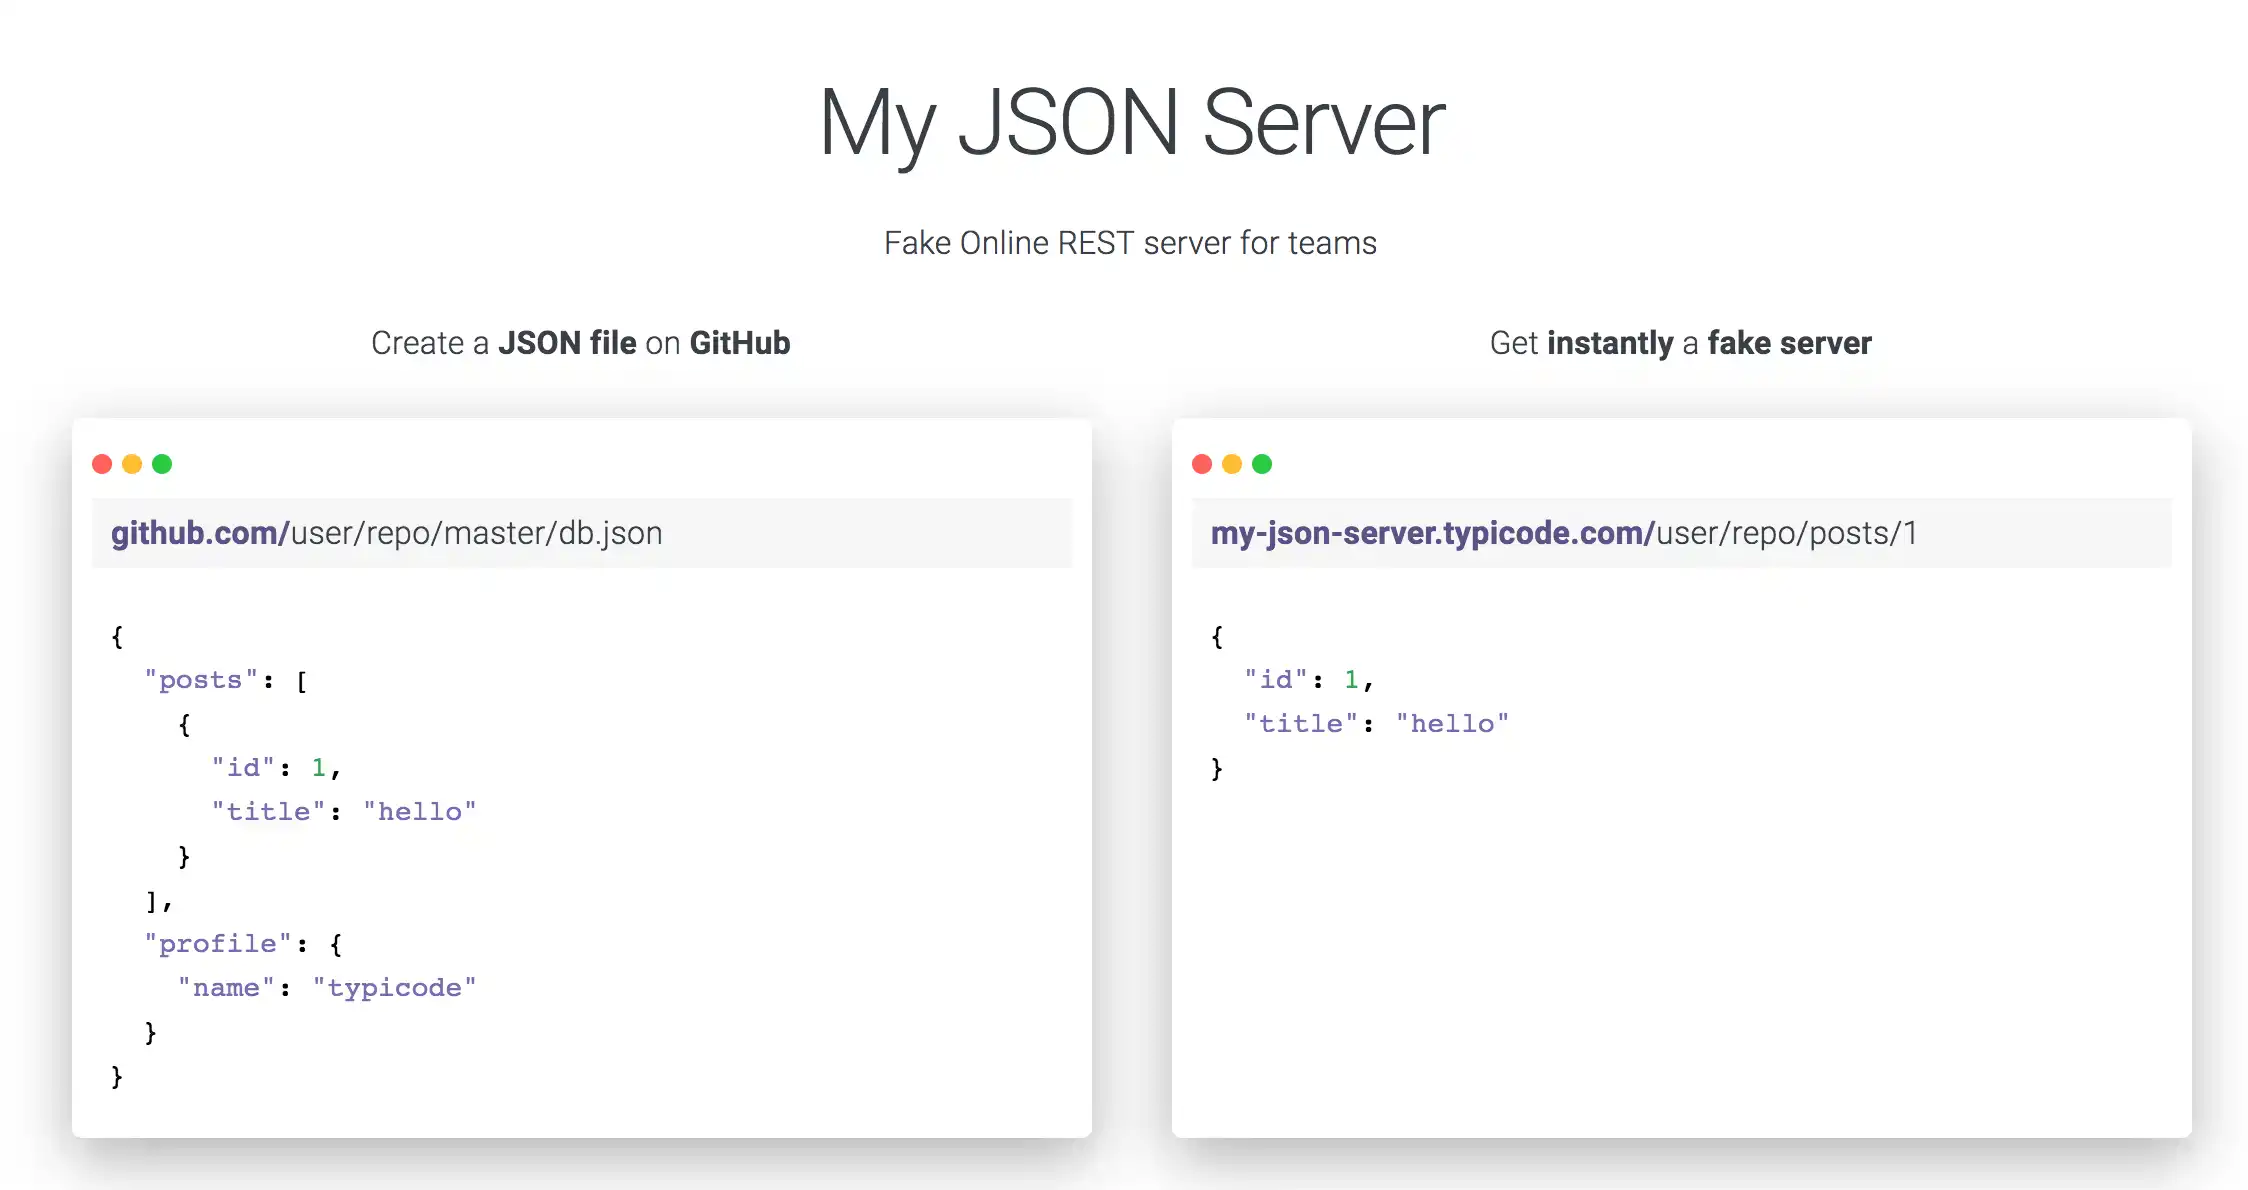 My JSON Server
Fake Online REST server for teams
Create a JSON file on GitHub
github.com/user/repo/master/db.json
{
  "posts": [
    {
      "id": 1,
      "title": "hello"
    }
  ],
  "profile": {
    "name": "typicode"
  }
}
Get instantly a fake server
my-json-server.typicode.com/user/repo/posts/1
{
  "id": 1,
  "title": "hello"
}